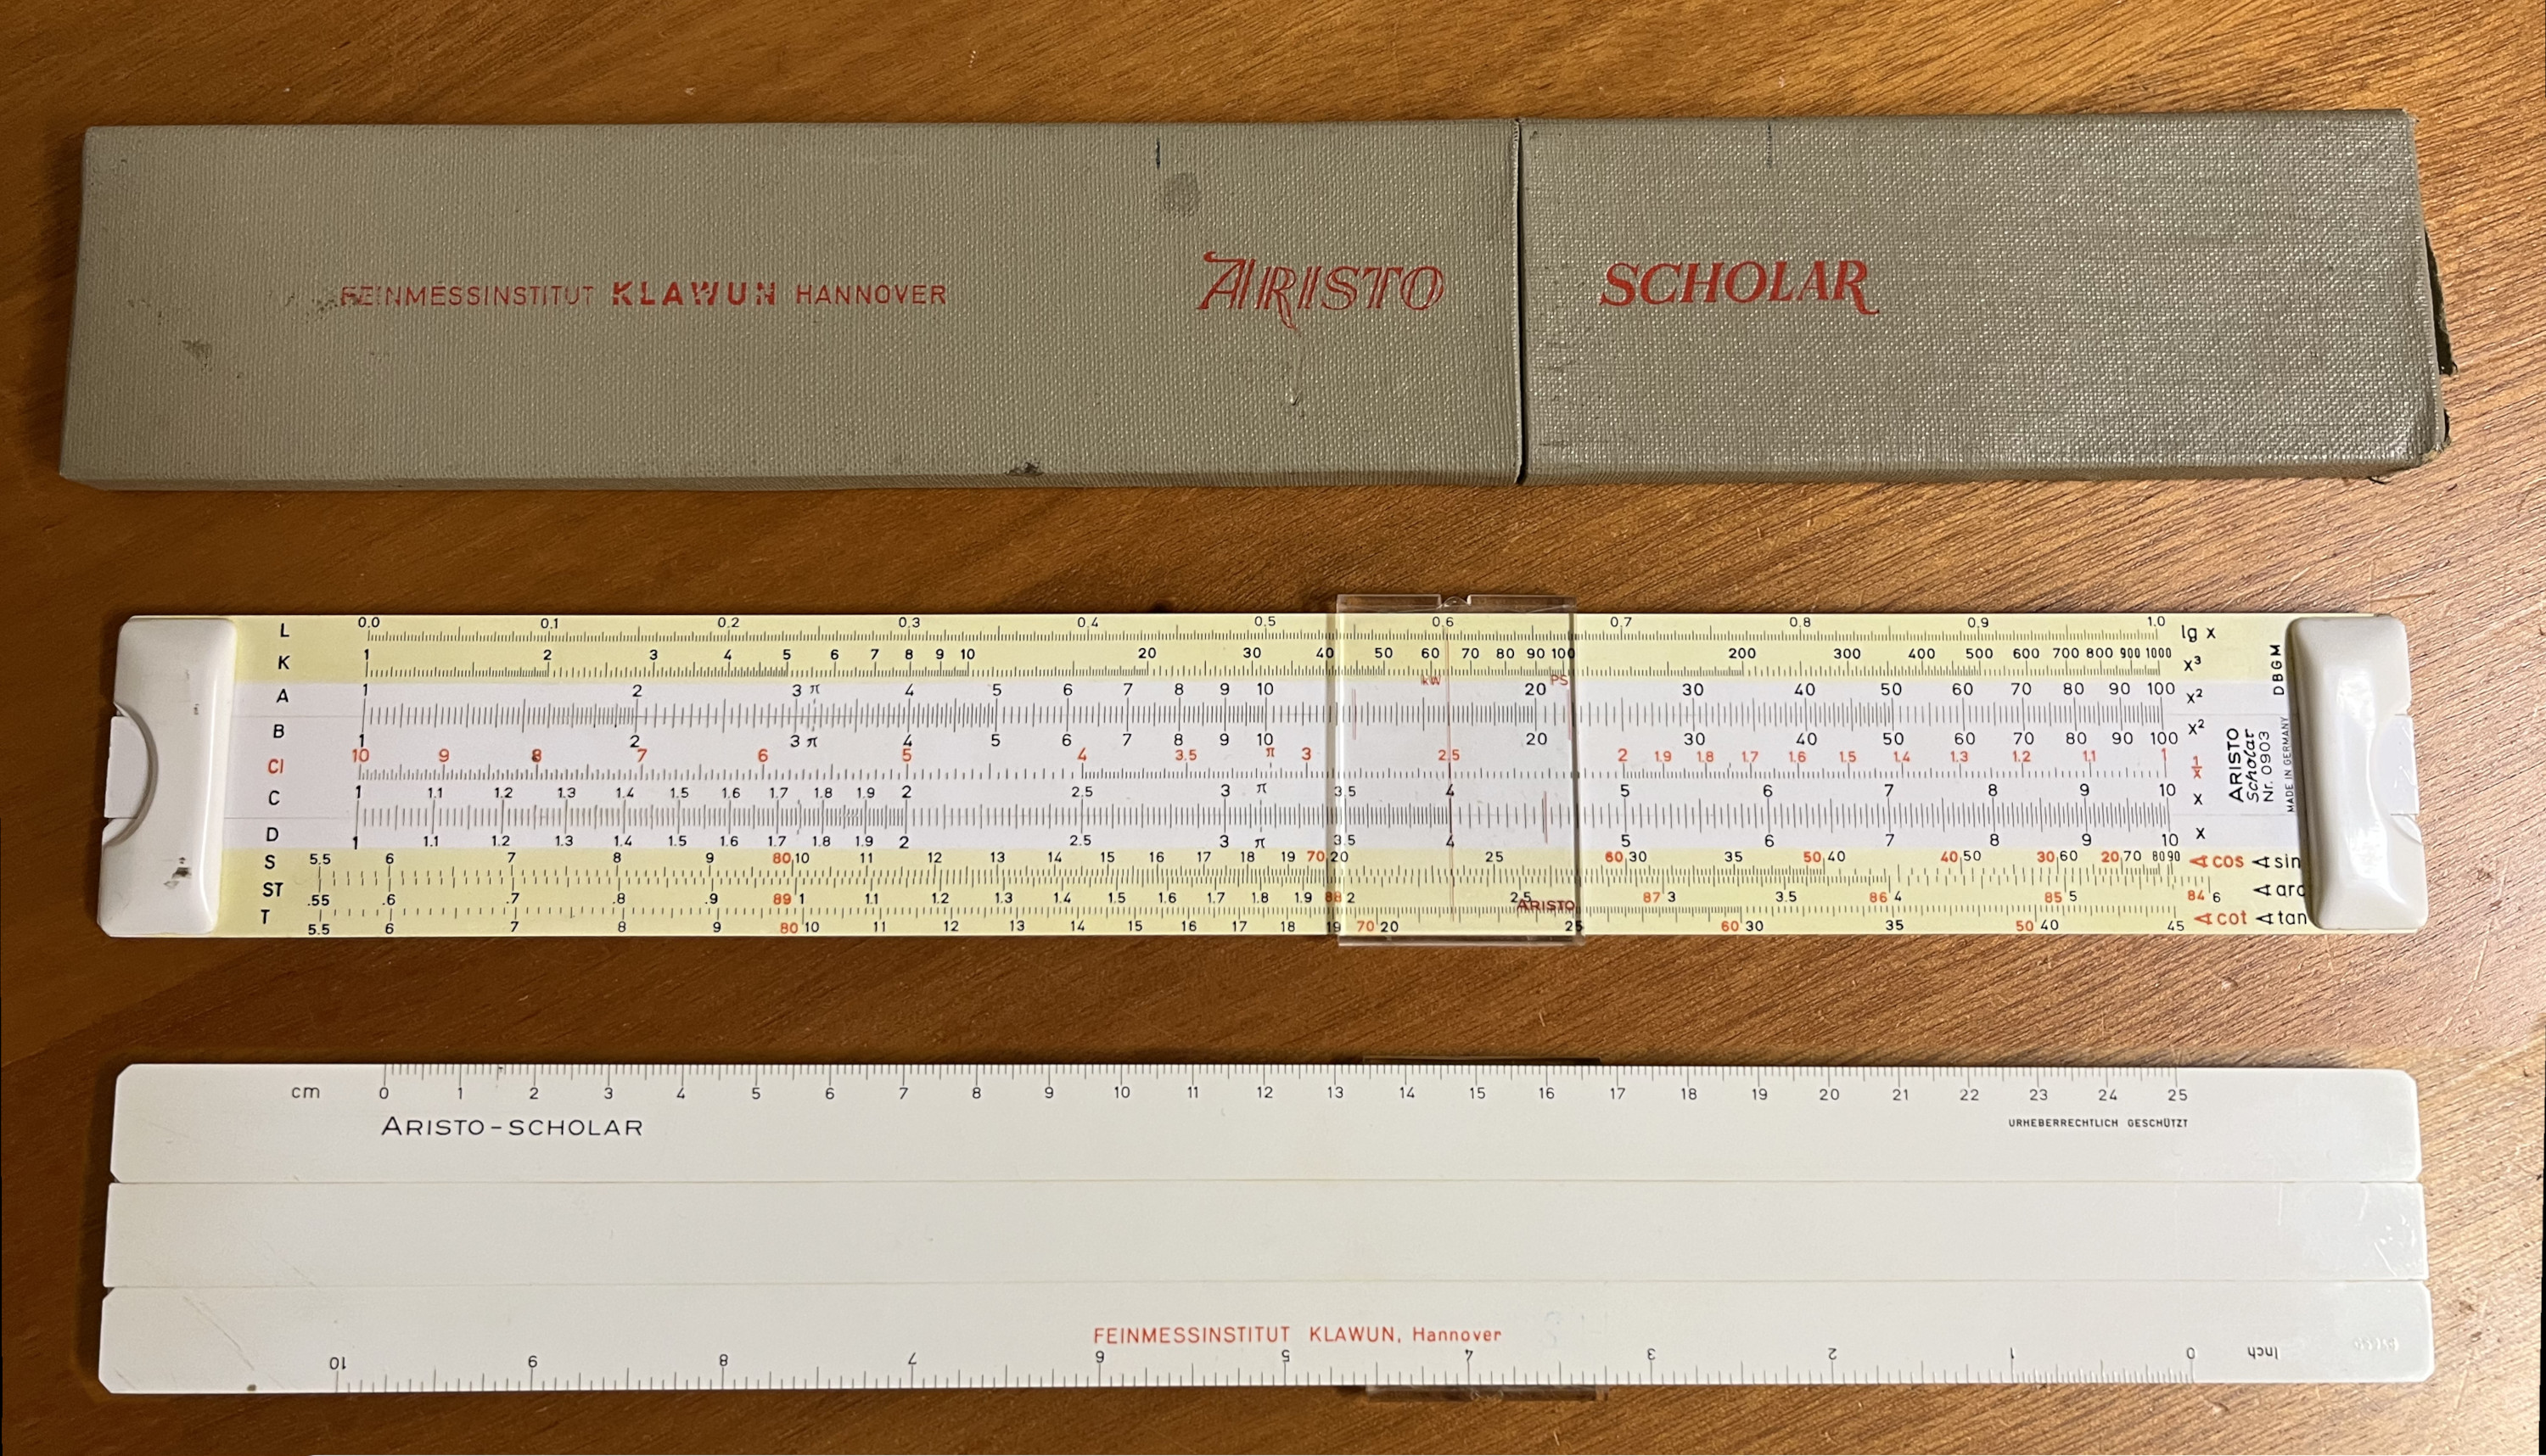 FEINMESSINSTITUT KLAWUN HANNOVER ARISTO SCHOLAR
L 0.0 0.1 0.2 0.3 0.4 0.5 0.6 0.7 0.8 0.9 1.0 lg x
K 1 2 3 4 5 6 7 8 9 10 20 30 40 50 60 70 80 90 100 200 300 400 500 600 700 800 900 1000 x³
kW PS
A 1 2 3 π 4 5 6 7 8 9 10 20 30 40 50 60 70 80 90 100 x²
B 1 2 3 π 4 5 6 7 8 9 10 20 30 40 50 60 70 80 90 100 x²
CI 10 9 8 7 6 5 4 3.5 π 3 2.5 2 1.9 1.8 1.7 1.6 1.5 1.4 1.3 1.2 1.1 1 1/x
C 1 1.1 1.2 1.3 1.4 1.5 1.6 1.7 1.8 1.9 2 2.5 3 π 3.5 4 5 6 7 8 9 10 x
D 1 1.1 1.2 1.3 1.4 1.5 1.6 1.7 1.8 1.9 2 2.5 3 π 3.5 4 5 6 7 8 9 10 x
S 5.5 6 7 8 9 80 10 11 12 13 14 15 16 17 18 19 70 20 25 60 30 35 50 40 40 50 30 60 20 70 80 90 ∢ cos ∢ sin
ST .55 .6 .7 .8 .9 89 1 1.1 1.2 1.3 1.4 1.5 1.6 1.7 1.8 1.9 88 2 2.5 87 3 3.5 86 4 85 5 84 6 ∢ arc
ARISTO
T 5.5 6 7 8 9 80 10 11 12 13 14 15 16 17 18 19 70 20 25 60 30 35 50 40 45 ∢ cot ∢ tan
DBGM
ARISTO
Scholar
Nr. 0903
MADE IN GERMANY
cm 0 1 2 3 4 5 6 7 8 9 10 11 12 13 14 15 16 17 18 19 20 21 22 23 24 25
ARISTO-SCHOLAR
URHEBERRECHTLICH GESCHÜTZT
FEINMESSINSTITUT KLAWUN, Hannover
10 9 8 7 6 5 4 3 2 1 0 Inch